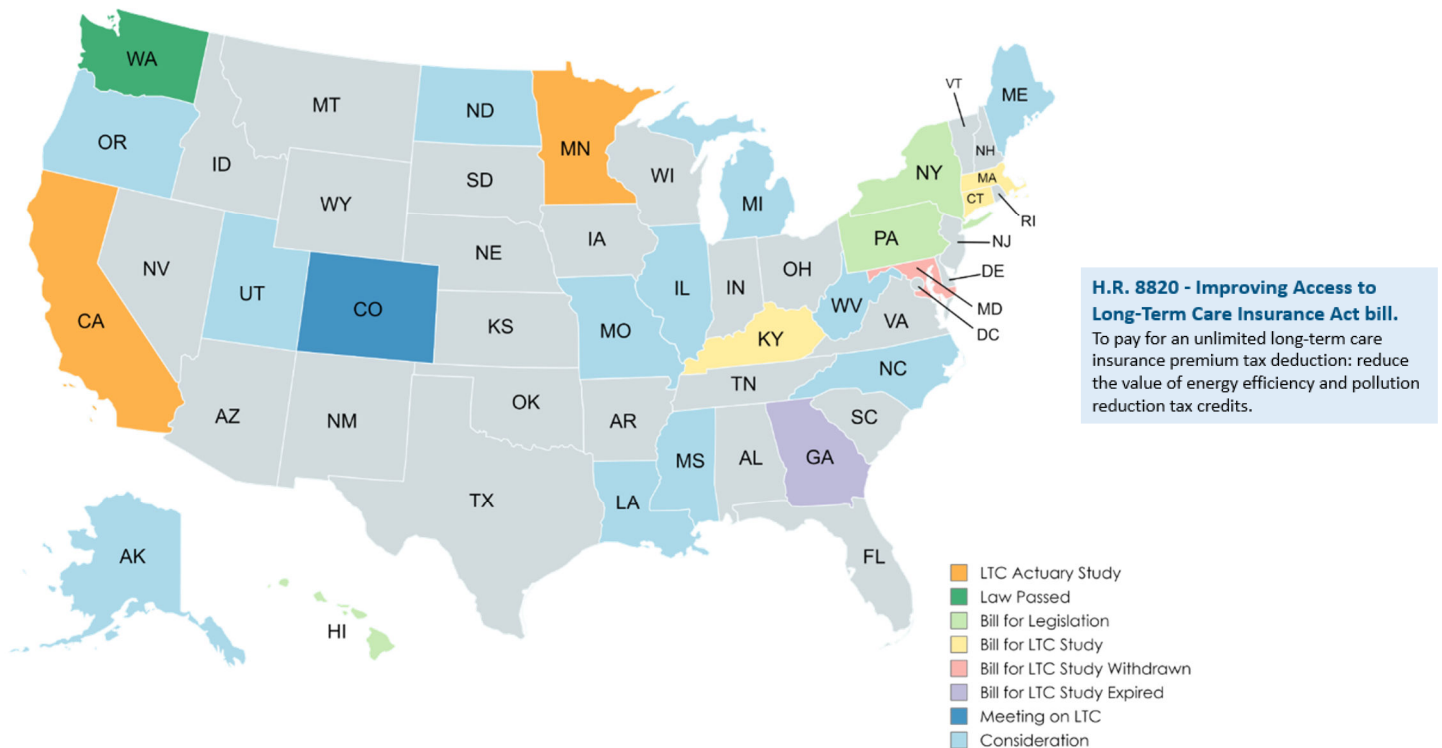 WA
OR
CA
ID
NV
MT
WY
UT
AZ
CO
NM
ND
SD
NE
KS
OK
TX
MN
IA
MO
AR
LA
WI
IL
MS
MI
IN
OH
KY
TN
AL
GA
FL
SC
NC
VA
WV
PA
NY
VT
NH
ME
MA
CT
RI
NJ
DE
MD
DC
AK
HI
H.R. 8820 - Improving Access to
Long-Term Care Insurance Act bill.
To pay for an unlimited long-term care
insurance premium tax deduction: reduce
the value of energy efficiency and pollution
reduction tax credits.
LTC Actuary Study
Law Passed
Bill for Legislation
Bill for LTC Study
Bill for LTC Study Withdrawn
Bill for LTC Study Expired
Meeting on LTC
Consideration